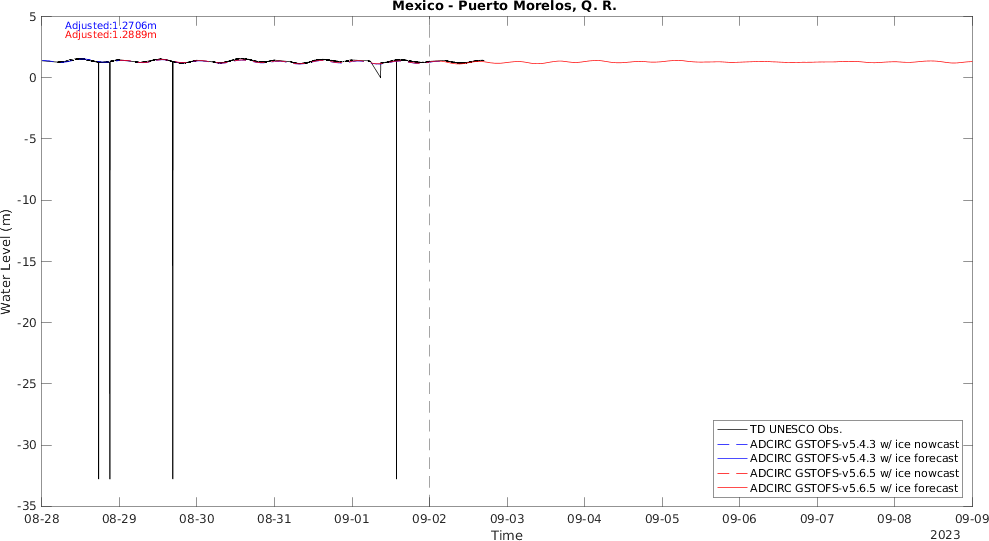 Mexico - Puerto Morelos, Q. R.
Adjusted:1.2706m
Adjusted:1.2889m
5
0
-5
-10
-15
-20
-25
-30
-35
Water Level (m)
TD UNESCO Obs.
ADCIRC GSTOFS-v5.4.3 w/ ice nowcast
ADCIRC GSTOFS-v5.4.3 w/ ice forecast
ADCIRC GSTOFS-v5.6.5 w/ ice nowcast
ADCIRC GSTOFS-v5.6.5 w/ ice forecast
08-28 08-29 08-30 08-31 09-01 09-02 09-03 09-04 09-05 09-06 09-07 09-08 09-09
Time
2023